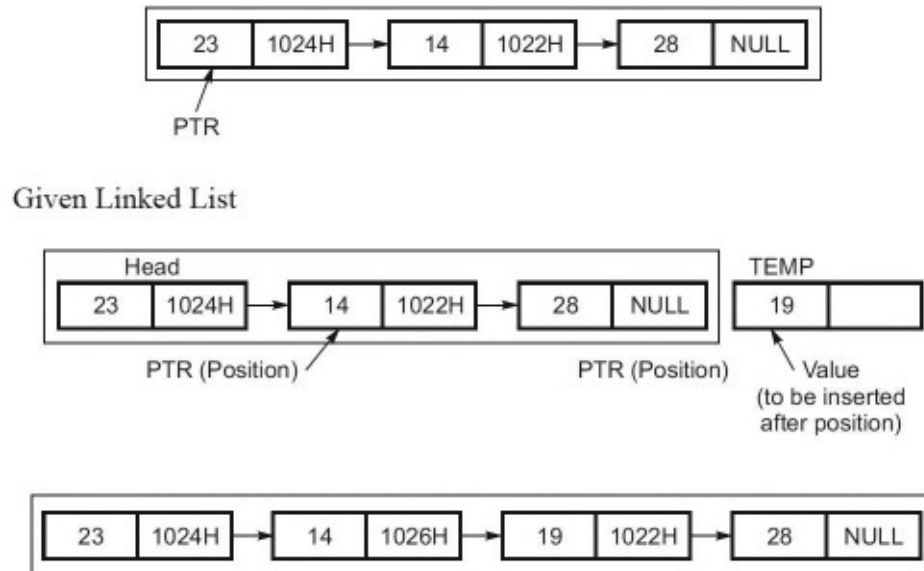 23 1024H 14 1022H 28 NULL
PTR
Given Linked List
Head TEMP
23 1024H 14 1022H 28 NULL 19
PTR (Position) PTR (Position) Value
(to be inserted
after position)
23 1024H 14 1026H 19 1022H 28 NULL